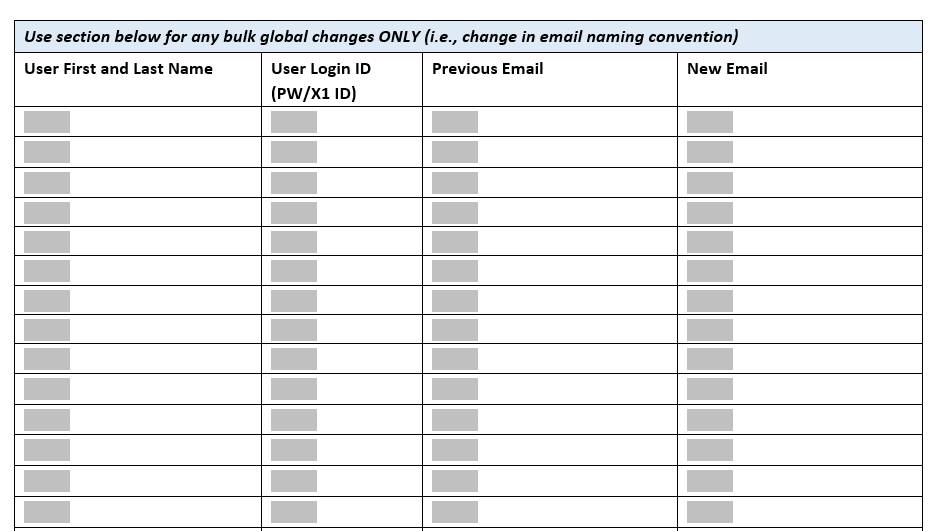 Use section below for any bulk global changes ONLY (i.e., change in email naming convention)
User First and Last Name
User Login ID
(PW/X1 ID)
Previous Email
New Email